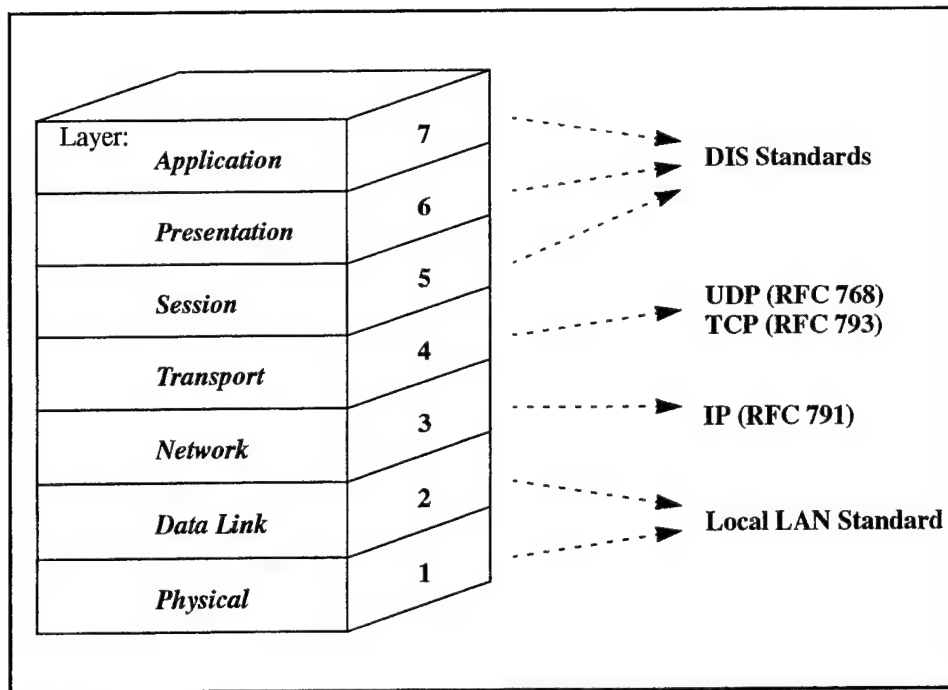 Layer:
Application
7
DIS Standards
Presentation
6
Session
5
UDP (RFC 768)
TCP (RFC 793)
Transport
4
Network
3
IP (RFC 791)
Data Link
2
Local LAN Standard
Physical
1